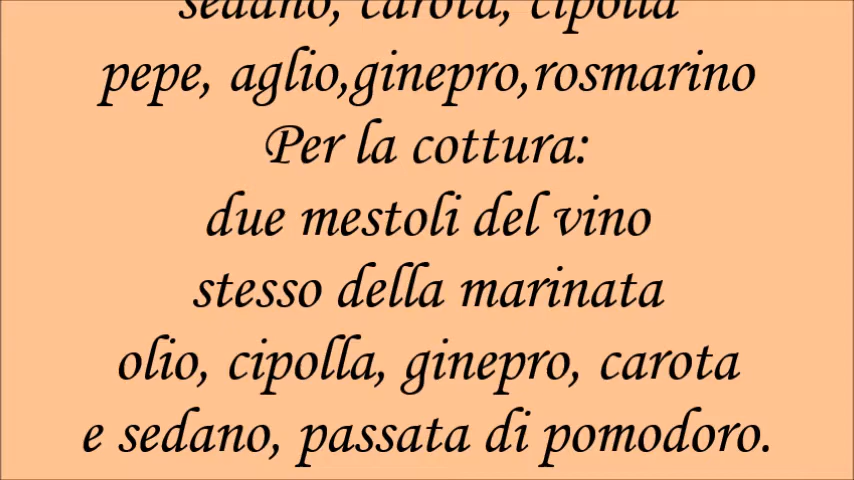 sedano, carota, cipolla
pepe, aglio,ginepro,rosmarino
Per la cottura:
due mestoli del vino
stesso della marinata
olio, cipolla, ginepro, carota
e sedano, passata di pomodoro.